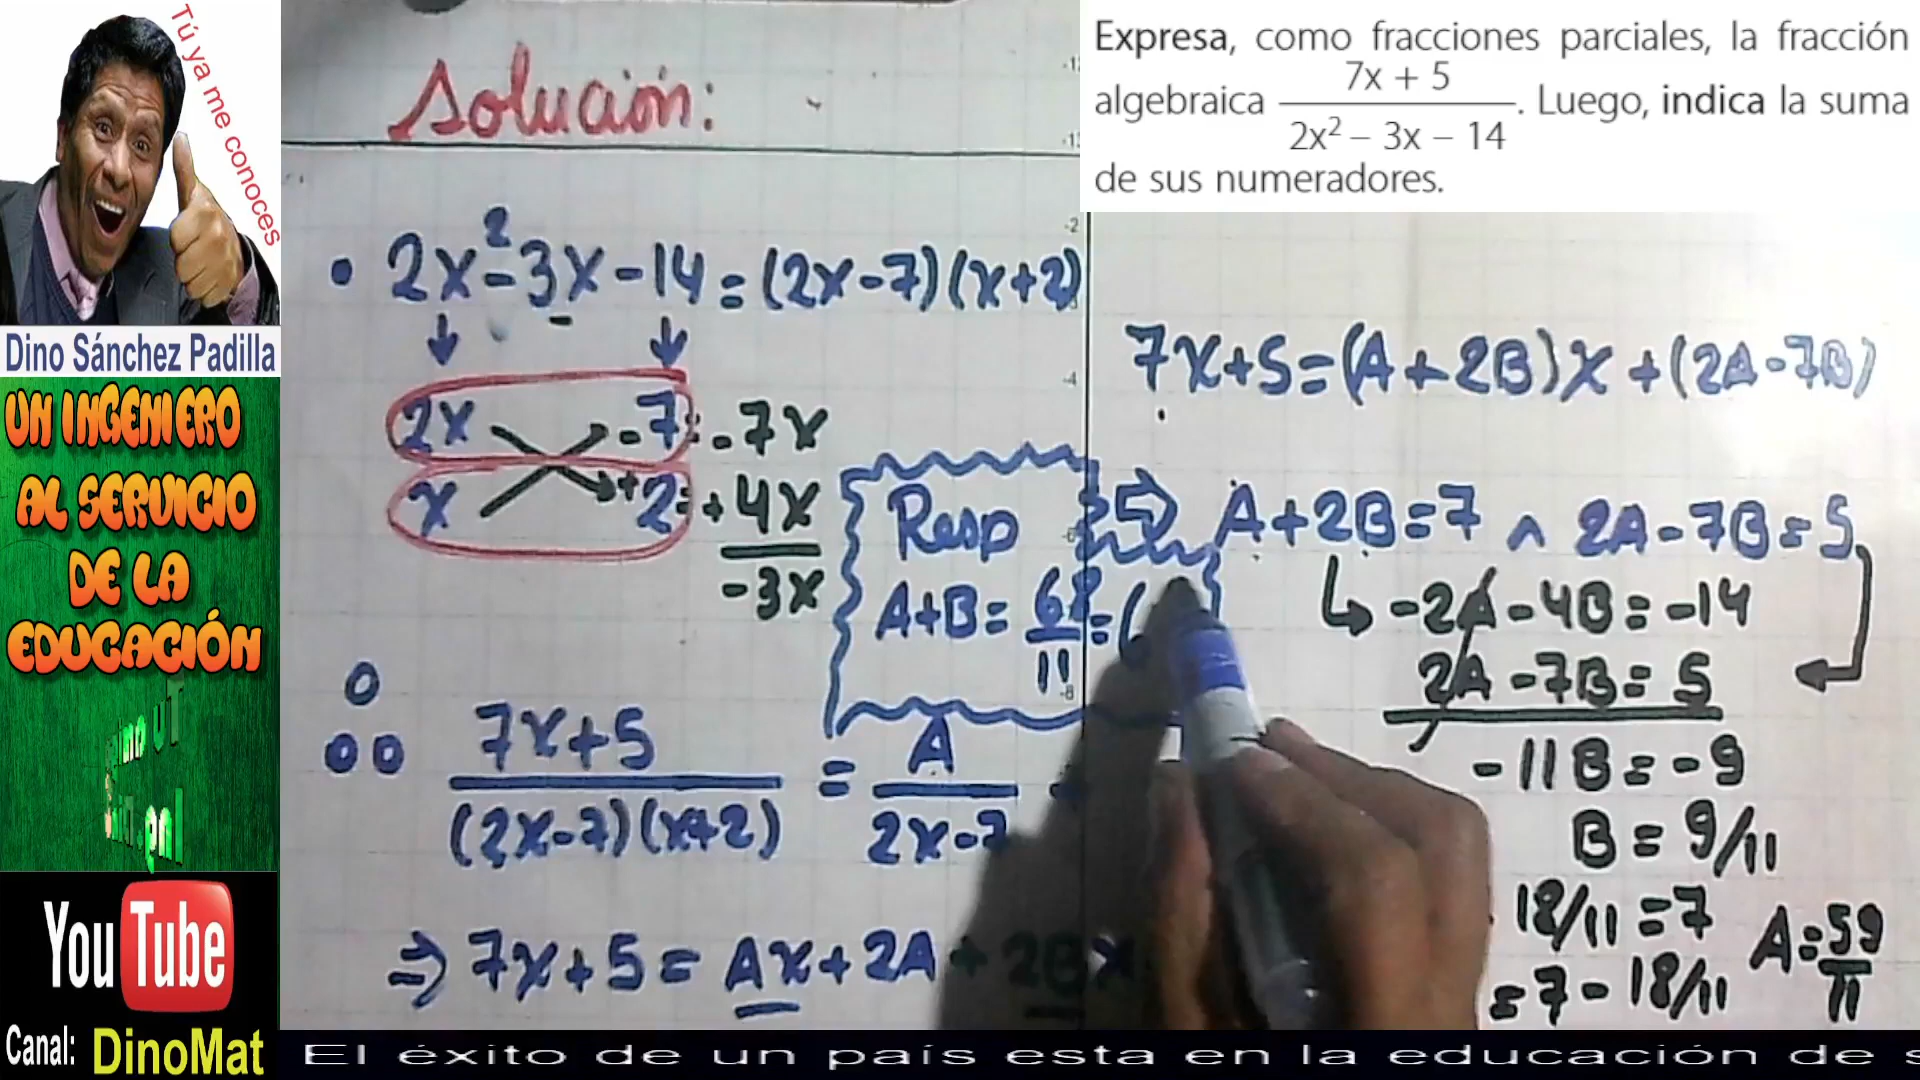 Tú ya me conoces
Dino Sánchez Padilla
UN INGENIERO
AL SERVICIO
DE LA
EDUCACIÓN
You Tube
Canal: DinoMat
Expresa, como fracciones parciales, la fracción
algebraica (7x + 5)/(2x² – 3x – 14). Luego, indica la suma
de sus numeradores.
Solución:
• 2x² - 3x - 14 = (2x - 7)(x + 2)
2x -7 = -7x
x +2 = +4x
-3x
7x+5 / (2x-7)(x+2) = A / 2x-7
⇒ 7x+5 = Ax + 2A + 2Bx
7x+5 = (A + 2B)x + (2A - 7B)
A + 2B = 7 ∧ 2A - 7B = 5
-2A - 4B = -14
2A - 7B = 5
-11B = -9
B = 9/11
18/11 = 7
= 7 - 18/11
A = 59/11
Resp
A+B = 68/11 = (
El éxito de un país esta en la educación de